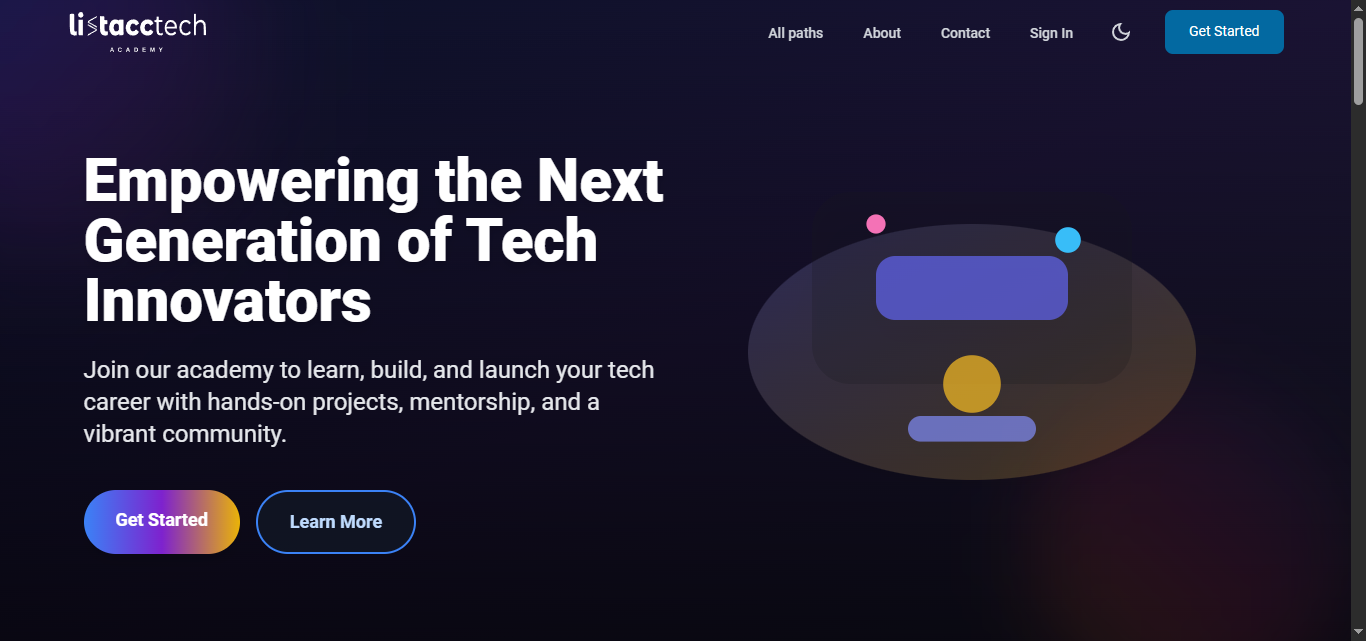 listacctech
ACADEMY
All paths
About
Contact
Sign In
Get Started
Empowering the Next
Generation of Tech
Innovators
Join our academy to learn, build, and launch your tech
career with hands-on projects, mentorship, and a
vibrant community.
Get Started
Learn More